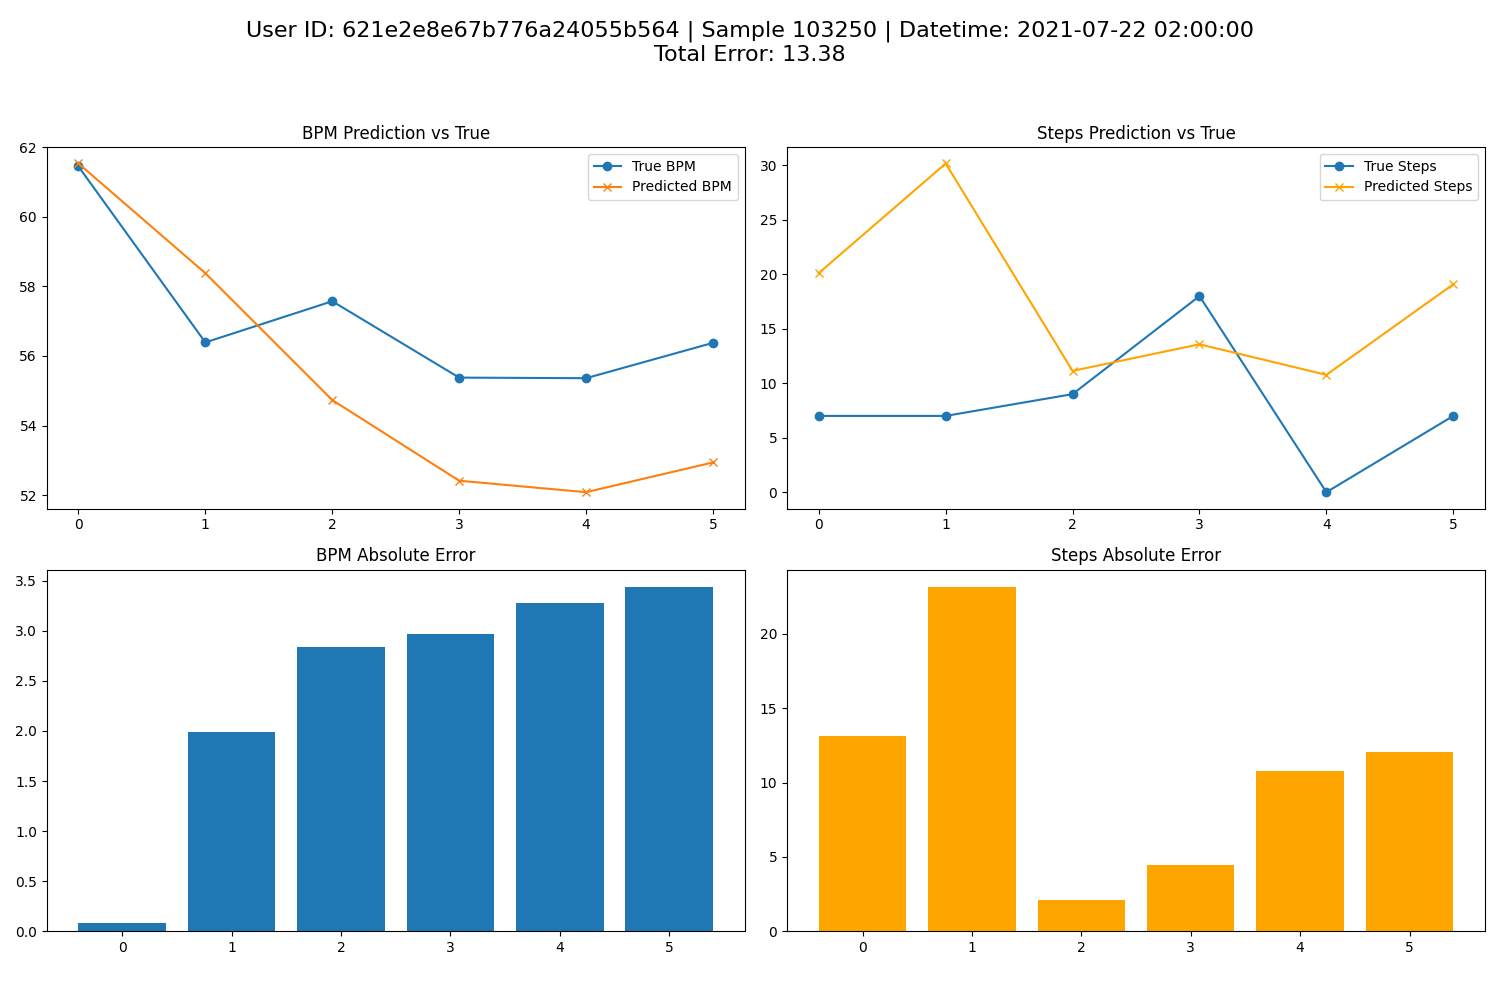 User ID: 621e2e8e67b776a24055b564 | Sample 103250 | Datetime: 2021-07-22 02:00:00
Total Error: 13.38
BPM Prediction vs True
62
60
58
56
54
52
0 1 2 3 4 5
True BPM
Predicted BPM
Steps Prediction vs True
30
25
20
15
10
5
0
0 1 2 3 4 5
True Steps
Predicted Steps
BPM Absolute Error
3.5
3.0
2.5
2.0
1.5
1.0
0.5
0.0
0 1 2 3 4 5
Steps Absolute Error
20
15
10
5
0
0 1 2 3 4 5